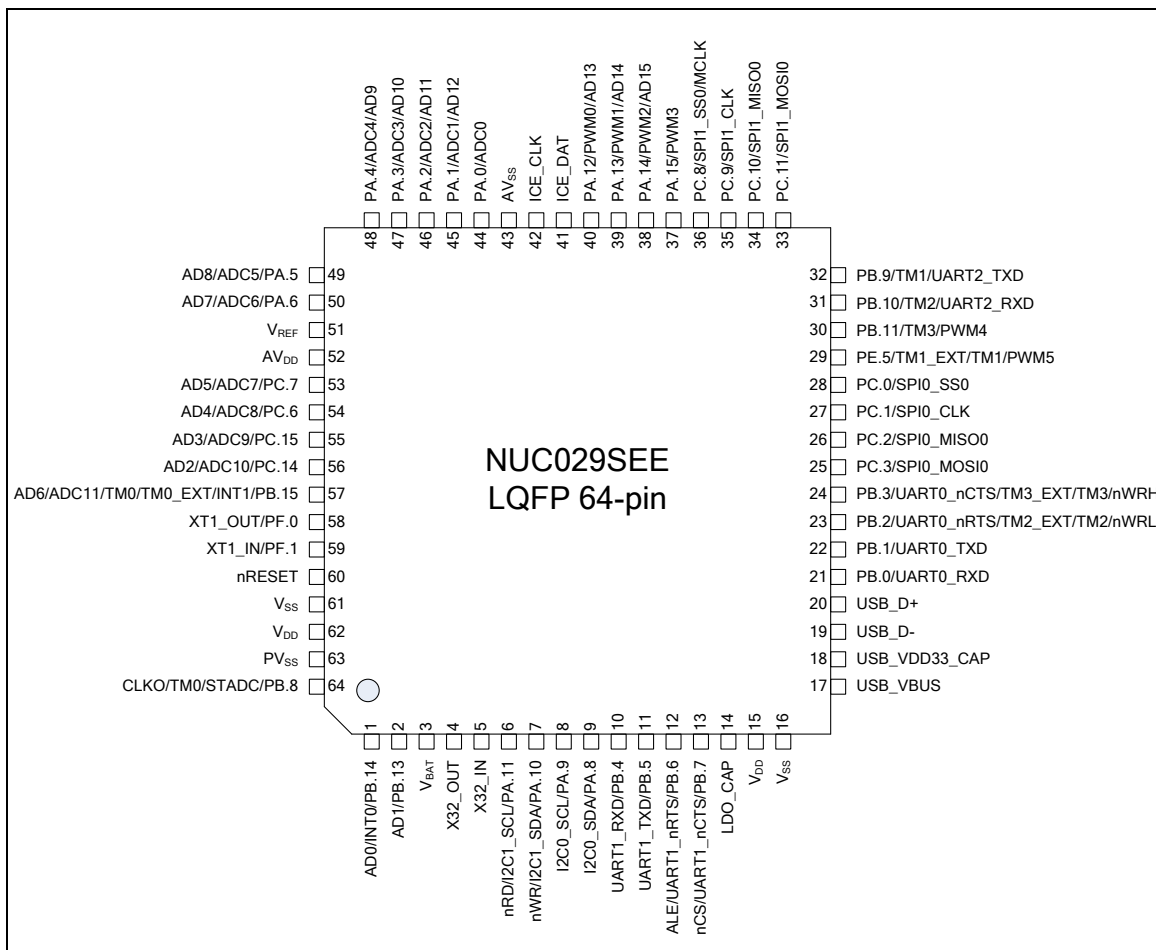 PA.4/ADC4/AD9
PA.3/ADC3/AD10
PA.2/ADC2/AD11
PA.1/ADC1/AD12
PA.0/ADC0
AVSS
ICE_CLK
ICE_DAT
PA.12/PWM0/AD13
PA.13/PWM1/AD14
PA.14/PWM2/AD15
PA.15/PWM3
PC.8/SPI1_SS0/MCLK
PC.9/SPI1_CLK
PC.10/SPI1_MISO0
PC.11/SPI1_MOSI0
48 47 46 45 44 43 42 41 40 39 38 37 36 35 34 33
AD8/ADC5/PA.5 49
AD7/ADC6/PA.6 50
VREF 51
AVDD 52
AD5/ADC7/PC.7 53
AD4/ADC8/PC.6 54
AD3/ADC9/PC.15 55
AD2/ADC10/PC.14 56
AD6/ADC11/TM0/TM0_EXT/INT1/PB.15 57
XT1_OUT/PF.0 58
XT1_IN/PF.1 59
nRESET 60
VSS 61
VDD 62
PVSS 63
CLKO/TM0/STADC/PB.8 64
NUC029SEE
LQFP 64-pin
32 PB.9/TM1/UART2_TXD
31 PB.10/TM2/UART2_RXD
30 PB.11/TM3/PWM4
29 PE.5/TM1_EXT/TM1/PWM5
28 PC.0/SPI0_SS0
27 PC.1/SPI0_CLK
26 PC.2/SPI0_MISO0
25 PC.3/SPI0_MOSI0
24 PB.3/UART0_nCTS/TM3_EXT/TM3/nWRH
23 PB.2/UART0_nRTS/TM2_EXT/TM2/nWRL
22 PB.1/UART0_TXD
21 PB.0/UART0_RXD
20 USB_D+
19 USB_D-
18 USB_VDD33_CAP
17 USB_VBUS
1 2 3 4 5 6 7 8 9 10 11 12 13 14 15 16
AD0/INT0/PB.14
AD1/PB.13
VBAT
X32_OUT
X32_IN
nRD/I2C1_SCL/PA.11
nWR/I2C1_SDA/PA.10
I2C0_SCL/PA.9
I2C0_SDA/PA.8
UART1_RXD/PB.4
UART1_TXD/PB.5
ALE/UART1_nRTS/PB.6
nCS/UART1_nCTS/PB.7
LDO_CAP
VDD
VSS